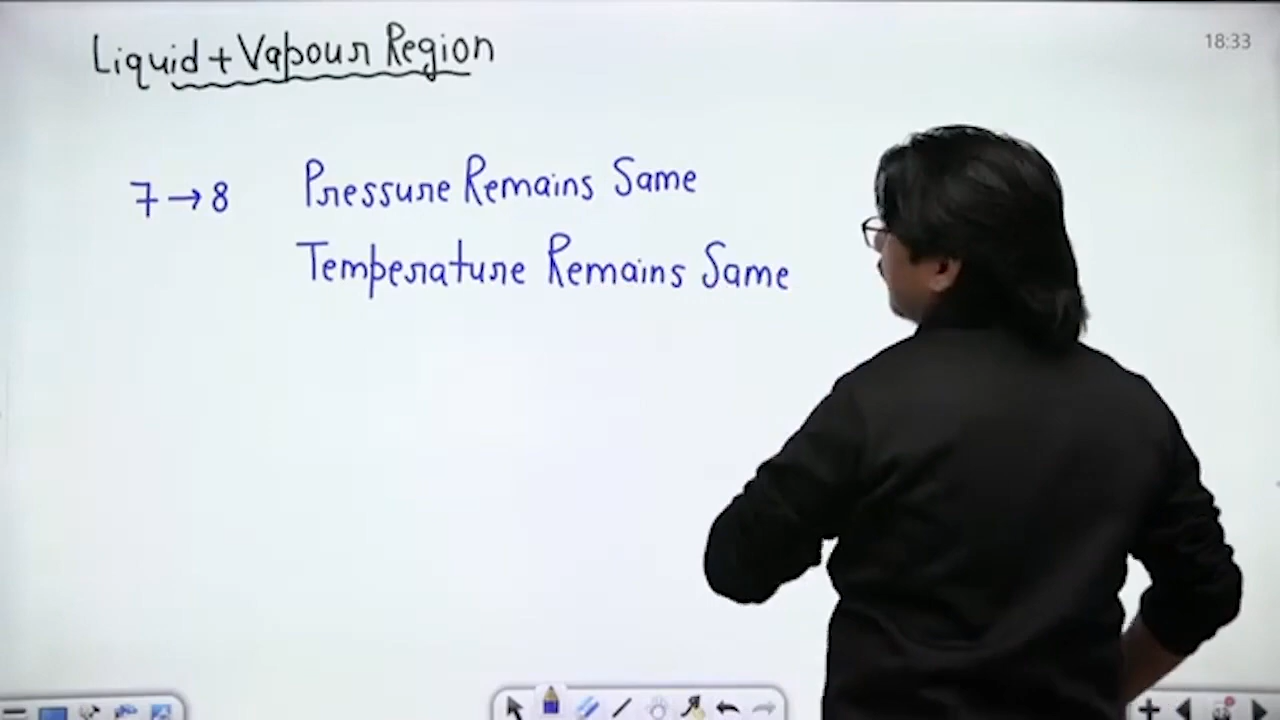 Liquid + Vapour Region
18:33
7 → 8 Pressure Remains Same
Temperature Remains Same